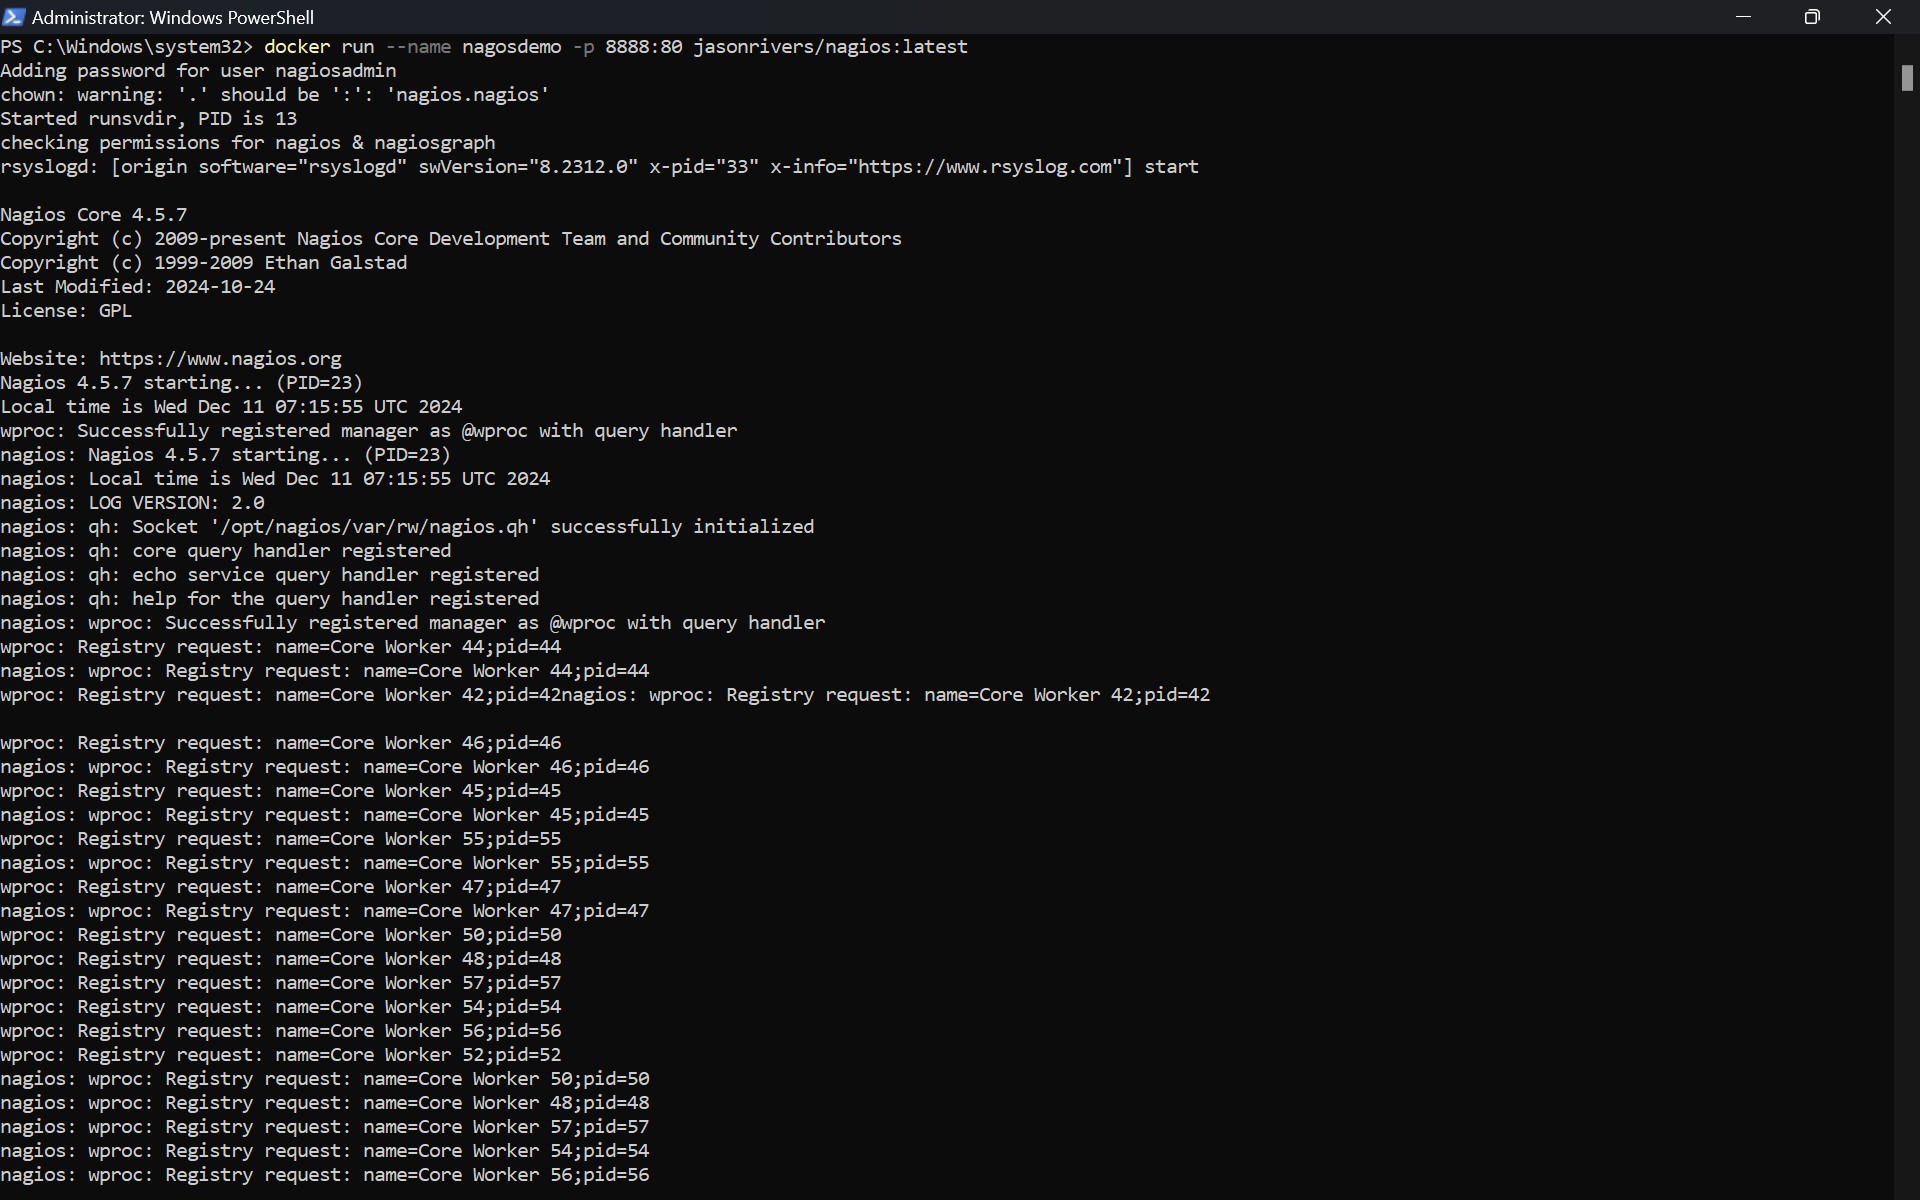 Administrator: Windows PowerShell
PS C:\Windows\system32> docker run --name nagosdemo -p 8888:80 jasonrivers/nagios:latest
Adding password for user nagiosadmin
chown: warning: '.' should be ':': 'nagios.nagios'
Started runsvdir, PID is 13
checking permissions for nagios & nagiosgraph
rsyslogd: [origin software="rsyslogd" swVersion="8.2312.0" x-pid="33" x-info="https://www.rsyslog.com"] start
Nagios Core 4.5.7
Copyright (c) 2009-present Nagios Core Development Team and Community Contributors
Copyright (c) 1999-2009 Ethan Galstad
Last Modified: 2024-10-24
License: GPL
Website: https://www.nagios.org
Nagios 4.5.7 starting... (PID=23)
Local time is Wed Dec 11 07:15:55 UTC 2024
wproc: Successfully registered manager as @wproc with query handler
nagios: Nagios 4.5.7 starting... (PID=23)
nagios: Local time is Wed Dec 11 07:15:55 UTC 2024
nagios: LOG VERSION: 2.0
nagios: qh: Socket '/opt/nagios/var/rw/nagios.qh' successfully initialized
nagios: qh: core query handler registered
nagios: qh: echo service query handler registered
nagios: qh: help for the query handler registered
nagios: wproc: Successfully registered manager as @wproc with query handler
wproc: Registry request: name=Core Worker 44;pid=44
nagios: wproc: Registry request: name=Core Worker 44;pid=44
wproc: Registry request: name=Core Worker 42;pid=42nagios: wproc: Registry request: name=Core Worker 42;pid=42
wproc: Registry request: name=Core Worker 46;pid=46
nagios: wproc: Registry request: name=Core Worker 46;pid=46
wproc: Registry request: name=Core Worker 45;pid=45
nagios: wproc: Registry request: name=Core Worker 45;pid=45
wproc: Registry request: name=Core Worker 55;pid=55
nagios: wproc: Registry request: name=Core Worker 55;pid=55
wproc: Registry request: name=Core Worker 47;pid=47
nagios: wproc: Registry request: name=Core Worker 47;pid=47
wproc: Registry request: name=Core Worker 50;pid=50
wproc: Registry request: name=Core Worker 48;pid=48
wproc: Registry request: name=Core Worker 57;pid=57
wproc: Registry request: name=Core Worker 54;pid=54
wproc: Registry request: name=Core Worker 56;pid=56
wproc: Registry request: name=Core Worker 52;pid=52
nagios: wproc: Registry request: name=Core Worker 50;pid=50
nagios: wproc: Registry request: name=Core Worker 48;pid=48
nagios: wproc: Registry request: name=Core Worker 57;pid=57
nagios: wproc: Registry request: name=Core Worker 54;pid=54
nagios: wproc: Registry request: name=Core Worker 56;pid=56